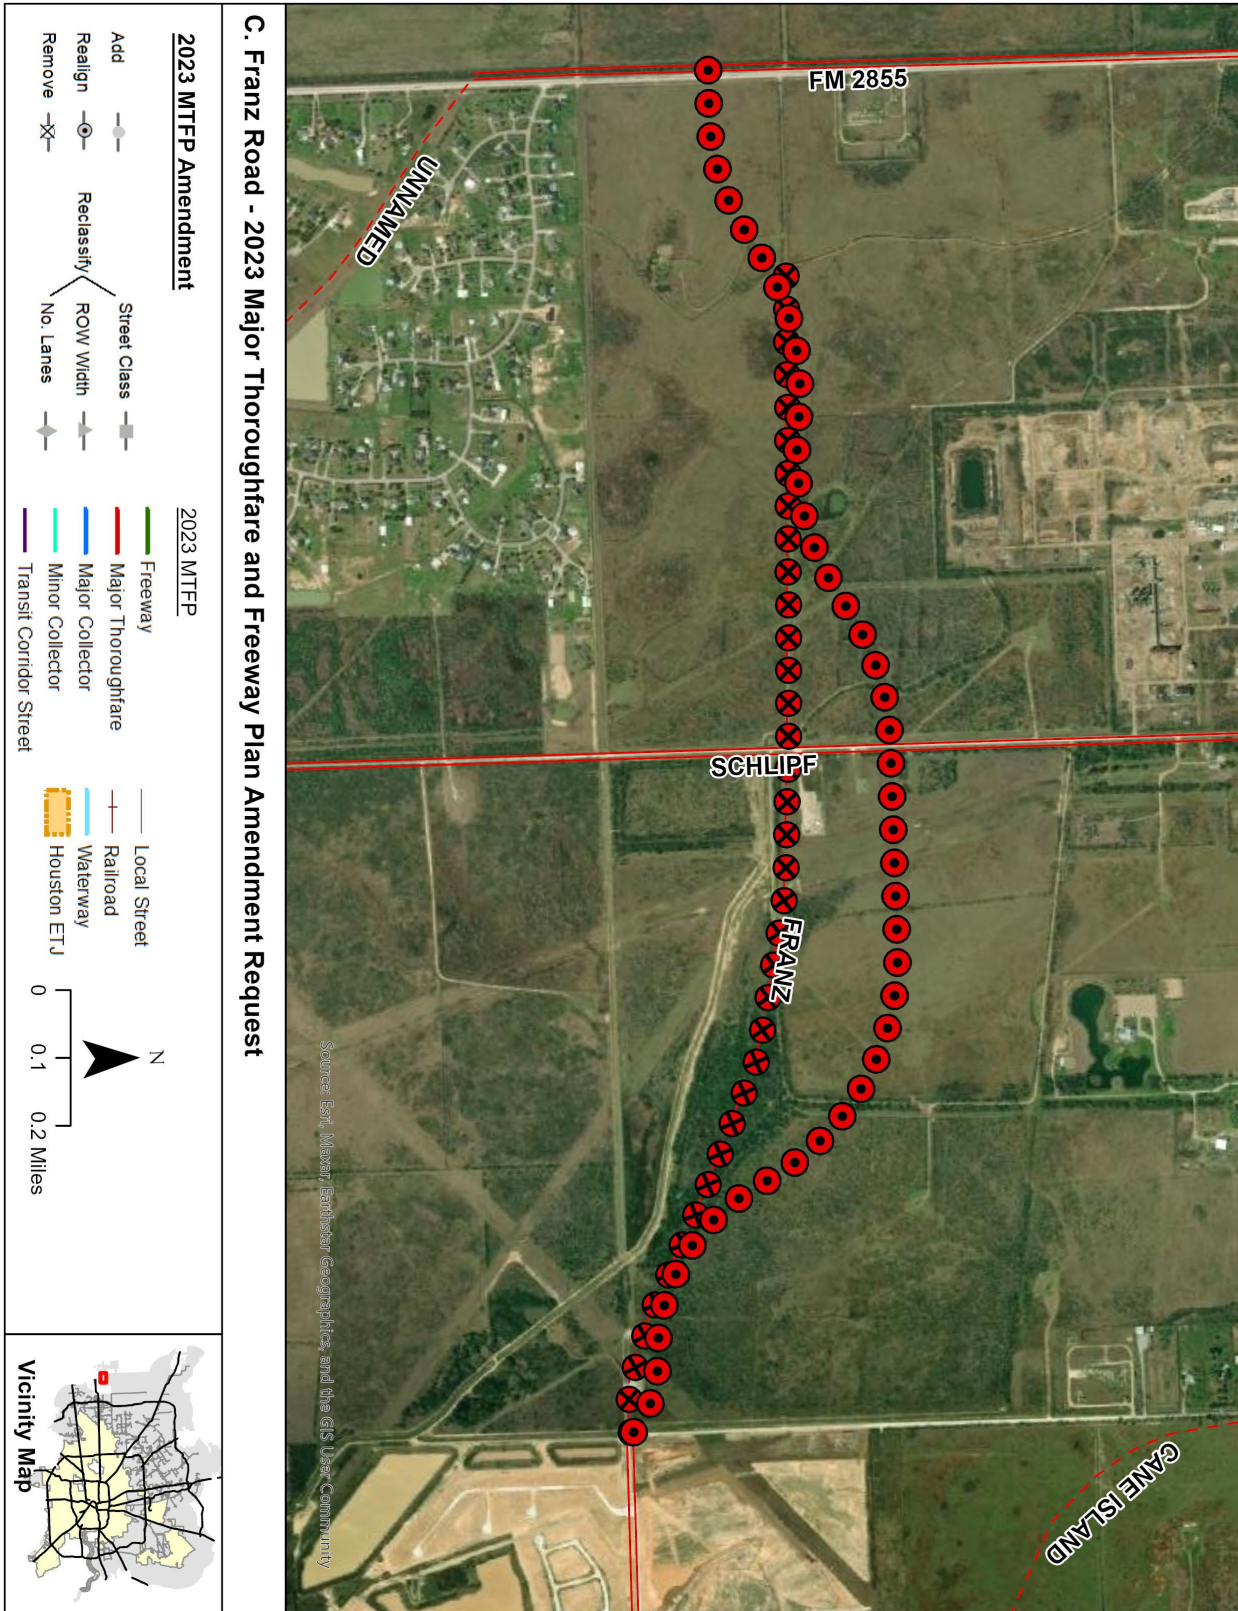 FM 2855
UNNAMED
SCHLIPF
FRANZ
CANE ISLAND
Source: Esri, Maxar, Earthstar Geographics, and the GIS User Community
C. Franz Road - 2023 Major Thoroughfare and Freeway Plan Amendment Request
2023 MTFP Amendment
Add
Realign
Remove
Reclassify
Street Class
ROW Width
No. Lanes
2023 MTFP
Freeway
Major Thoroughfare
Major Collector
Minor Collector
Transit Corridor Street
Local Street
Railroad
Waterway
Houston ETJ
N
0 0.1 0.2 Miles
Vicinity Map